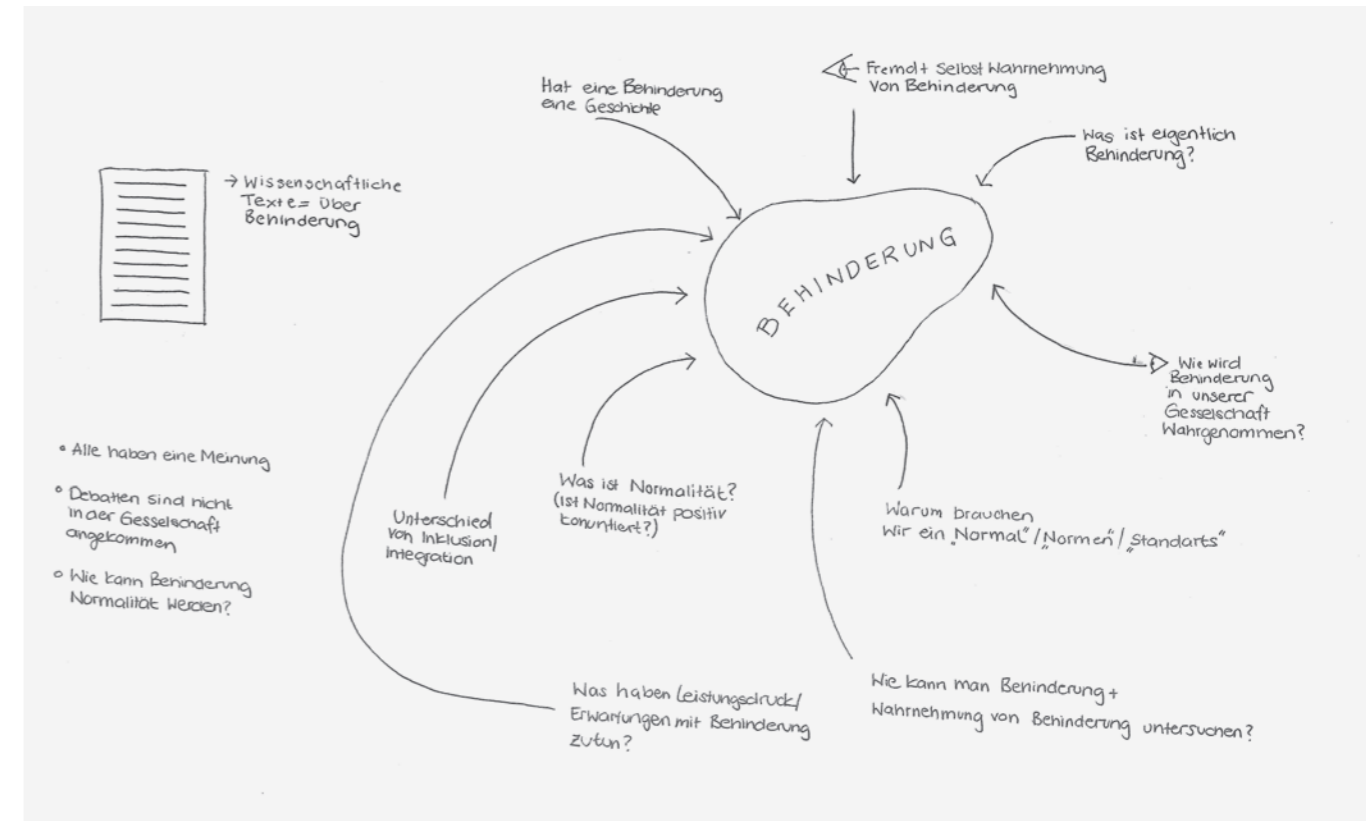 Hat eine Behinderung
eine Geschichte
Fremd+ Selbst Wahrnehmung
von Behinderung
Was ist eigentlich
Behinderung?
→ Wissenschaftliche
Texte = über
Behinderung
BEHINDERUNG
Wie wird
Behinderung
in unserer
Gesselschaft
Wahrgenommen?
• Alle haben eine Meinung
• Debatten sind nicht
in der Gesselschaft
angekommen
• Wie kann Behinderung
Normalität werden?
Unterschied
von Inklusion/
Integration
Was ist Normalität?
(ist Normalität positiv
konuntiert?)
Warum brauchen
Wir ein „Normal“/„Normen“/„Standarts“
Was haben Leistungsdruck/
Erwartungen mit Behinderung
zutun?
Wie kann man Behinderung+
Wahrnehmung von Behinderung untersuchen?